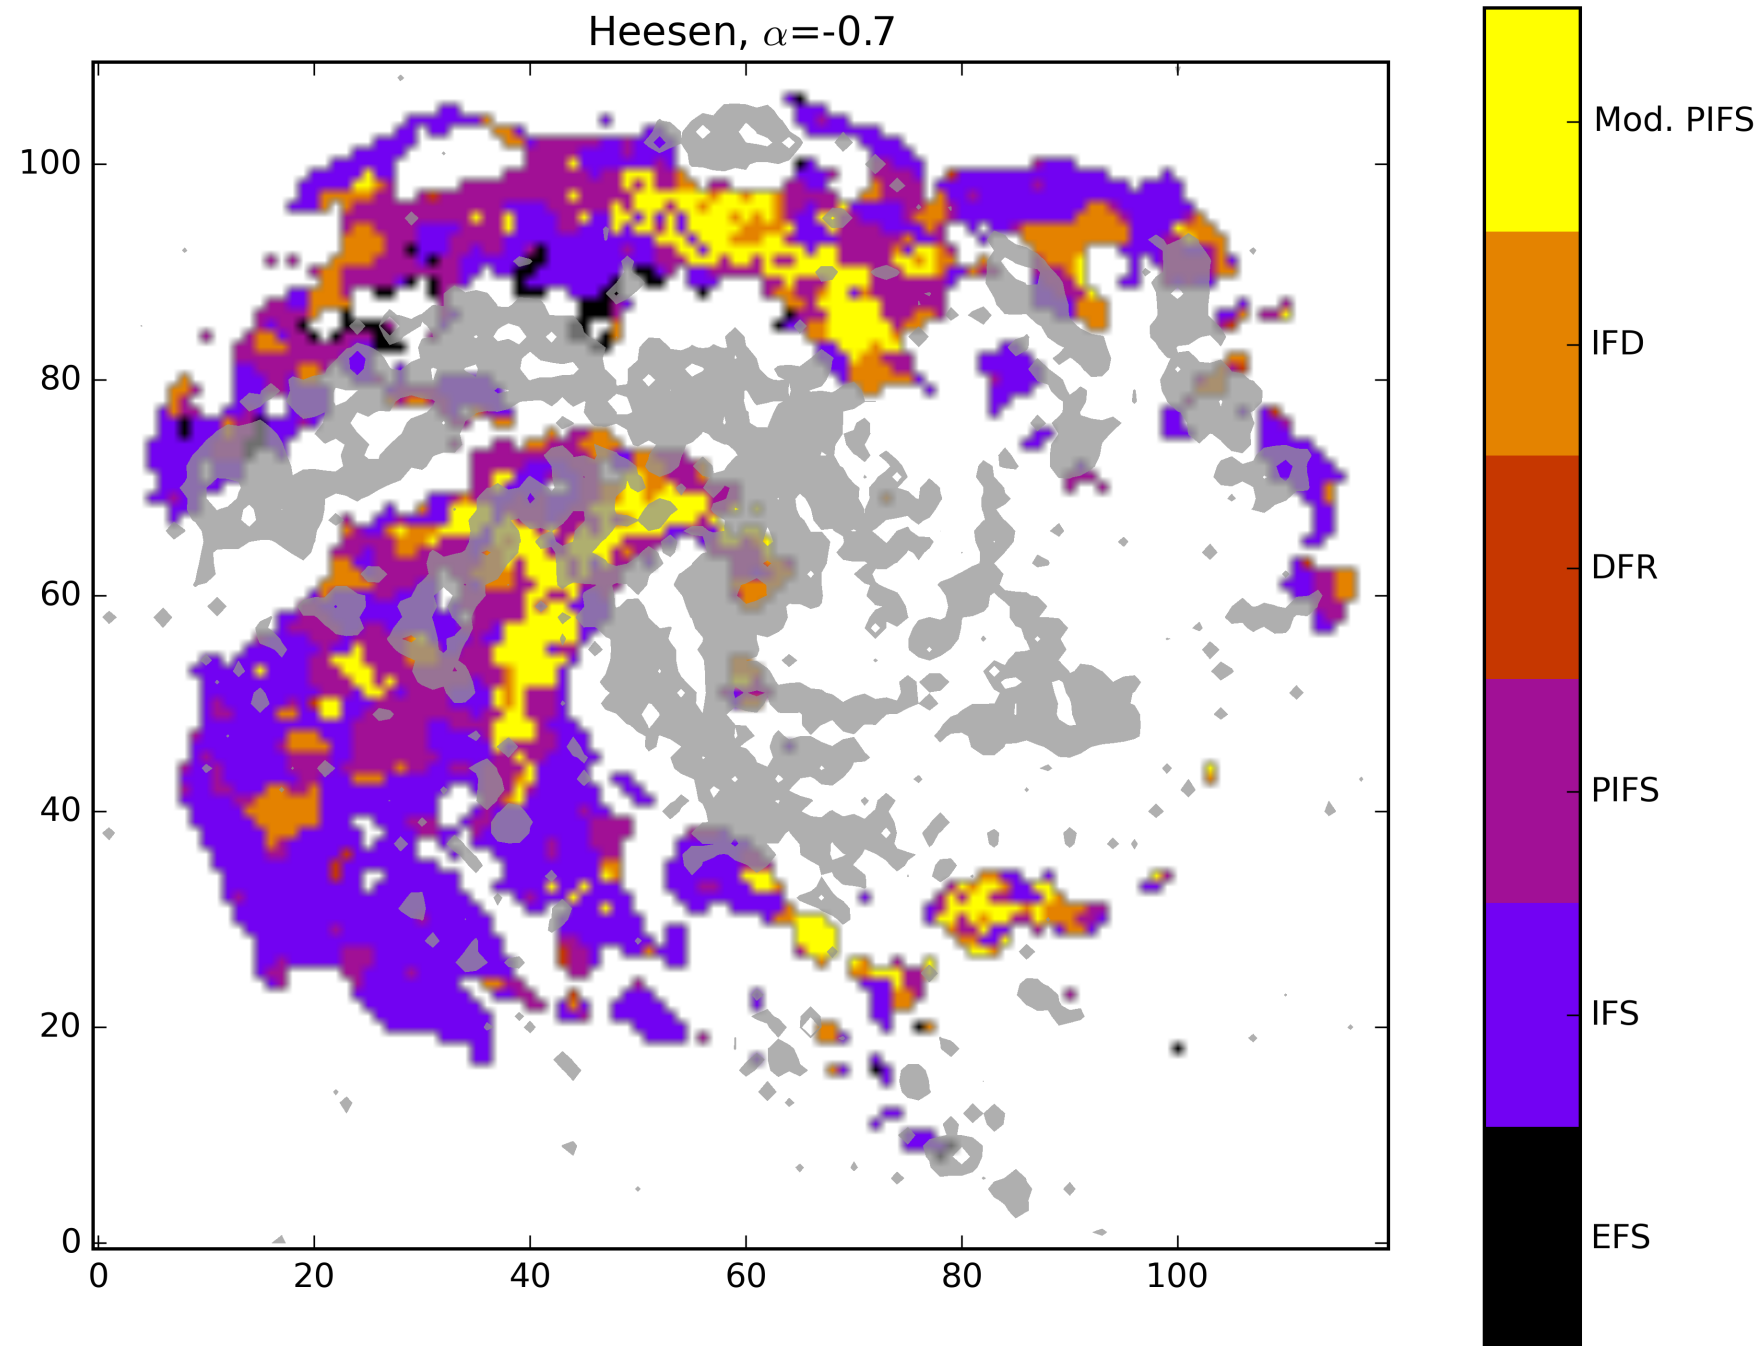 Heesen, α=-0.7
100
80
60
40
20
0
0 20 40 60 80 100
Mod. PIFS
IFD
DFR
PIFS
IFS
EFS